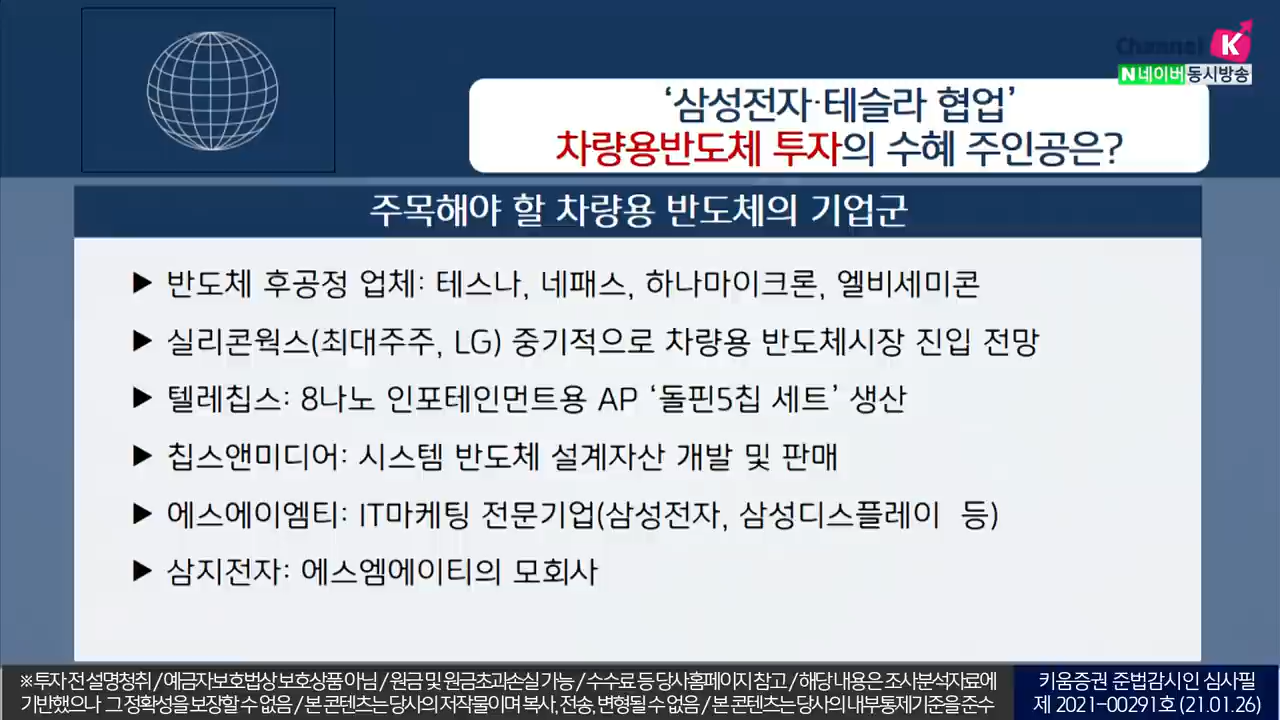 Channel K
N 네이버 동시방송
‘삼성전자·테슬라 협업’
차량용반도체 투자의 수혜 주인공은?
주목해야 할 차량용 반도체의 기업군
▶ 반도체 후공정 업체: 테스나, 네패스, 하나마이크론, 엘비세미콘
▶ 실리콘웍스(최대주주, LG) 중기적으로 차량용 반도체시장 진입 전망
▶ 텔레칩스: 8나노 인포테인먼트용 AP ‘돌핀5칩 세트’ 생산
▶ 칩스앤미디어: 시스템 반도체 설계자산 개발 및 판매
▶ 에스에이엠티: IT마케팅 전문기업(삼성전자, 삼성디스플레이 등)
▶ 삼지전자: 에스엠에이티의 모회사
※ 투자 전 설명청취 / 예금자보호법상 보호상품 아님 / 원금 및 원금초과손실 가능 / 수수료 등 당사홈페이지 참고 / 해당 내용은 조사분석자료에
기반했으나 그 정확성을 보장할 수 없음 / 본 콘텐츠는 당사의 저작물이며 복사, 전송, 변형될 수 없음 / 본 콘텐츠는 당사의 내부통제기준을 준수
키움증권 준법감시인 심사필
제 2021-00291호 (21.01.26)